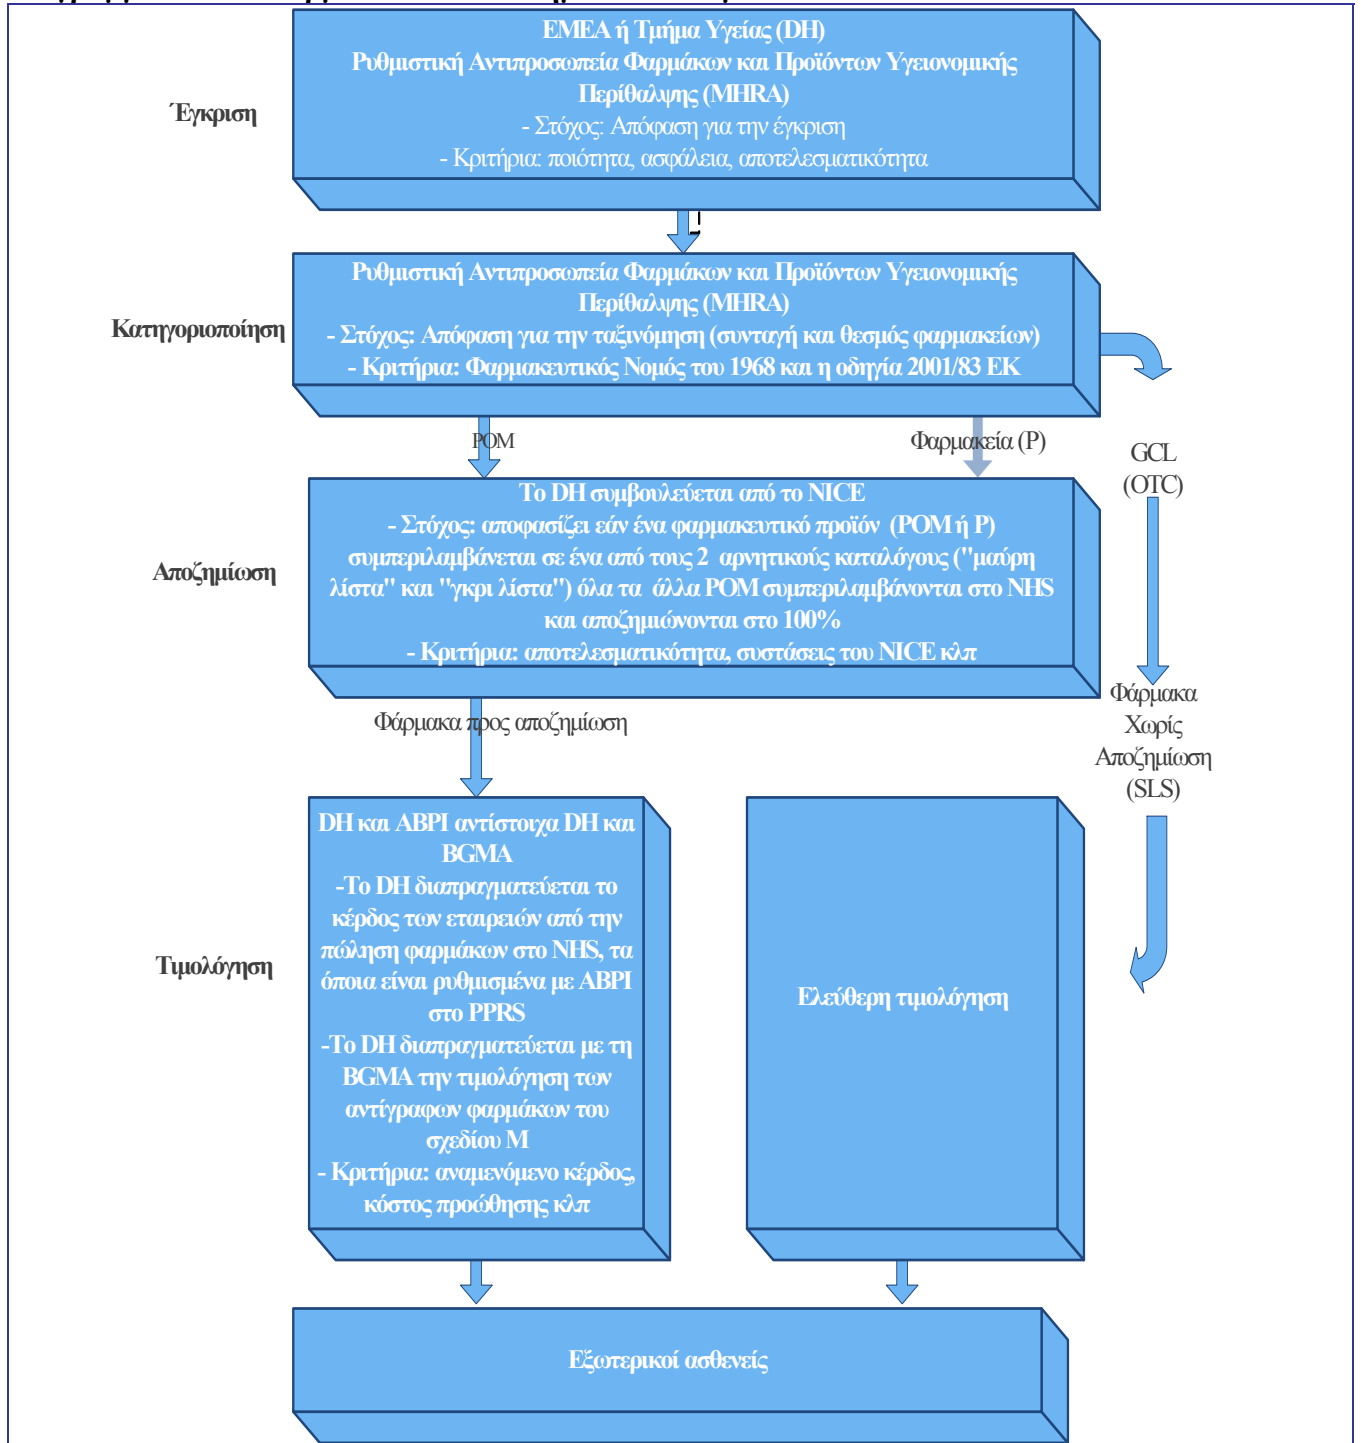 ΕΜΕΑ ή Τμήμα Υγείας (DH)
Ρυθμιστική Αντιπροσωπεία Φαρμάκων και Προϊόντων Υγειονομικής
Περίθαλψης (MHRA)
- Στόχος: Απόφαση για την έγκριση
- Κριτήρια: ποιότητα, ασφάλεια, αποτελεσματικότητα
Έγκριση
Ρυθμιστική Αντιπροσωπεία Φαρμάκων και Προϊόντων Υγειονομικής
Περίθαλψης (MHRA)
- Στόχος: Απόφαση για την ταξινόμηση (συνταγή και θεσμός φαρμακείων)
- Κριτήρια: Φαρμακευτικός Νομός του 1968 και η οδηγία 2001/83 ΕΚ
Κατηγοριοποίηση
POM
Φαρμακεία (P)
GCL
(OTC)
Το DH συμβουλεύεται από το NICE
- Στόχος: αποφασίζει εάν ένα φαρμακευτικό προϊόν (POM ή P)
συμπεριλαμβάνεται σε ένα από τους 2 αρνητικούς καταλόγους ("μαύρη
λίστα" και "γκρι λίστα") όλα τα άλλα POM συμπεριλαμβάνονται στο NHS
και αποζημιώνονται στο 100%
- Κριτήρια: αποτελεσματικότητα, συστάσεις του NICE κλπ
Αποζημίωση
Φάρμακα προς αποζημίωση
Φάρμακα
Χωρίς
Αποζημίωση
(SLS)
DH και ABPI αντίστοιχα DH και
BGMA
-Το DH διαπραγματεύεται το
κέρδος των εταιρειών από την
πώληση φαρμάκων στο NHS, τα
όποια είναι ρυθμισμένα με ABPI
στο PPRS
-Το DH διαπραγματεύεται με τη
BGMA την τιμολόγηση των
αντίγραφων φαρμάκων του
σχεδίου Μ
- Κριτήρια: αναμενόμενο κέρδος,
κόστος προώθησης κλπ
Τιμολόγηση
Ελεύθερη τιμολόγηση
Εξωτερικοί ασθενείς